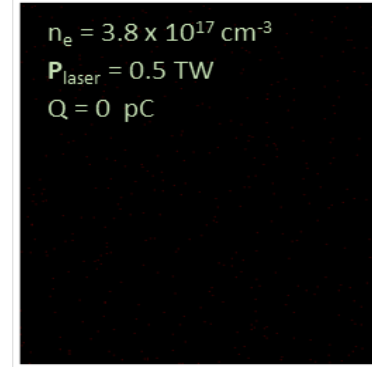 nₑ = 3.8 x 10¹⁷ cm⁻³
P_laser = 0.5 TW
Q = 0 pC